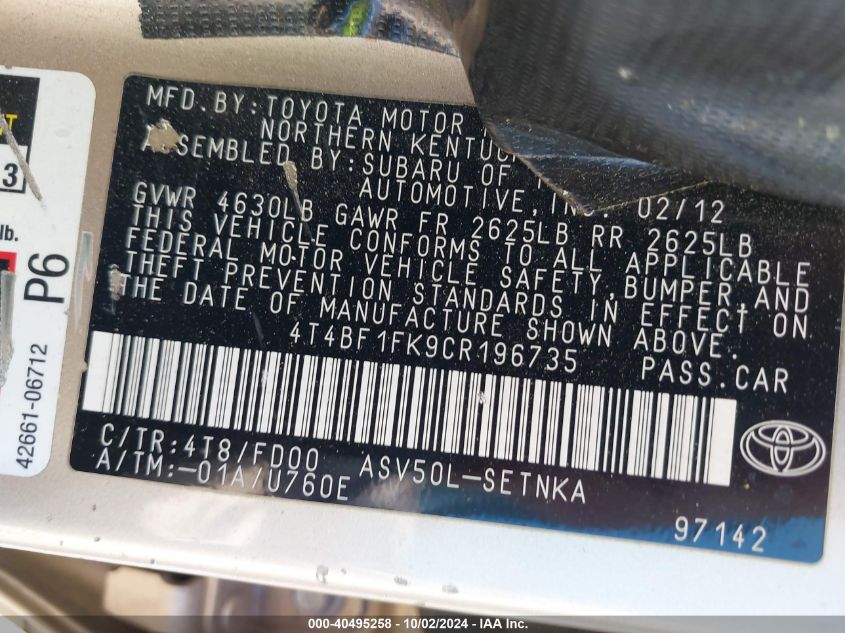 MFD. BY: TOYOTA MOTOR
NORTHERN KENTUC
ASSEMBLED BY: SUBARU OF
AUTOMOTIVE, INC. 02/12
GVWR 4630LB GAWR FR 2625LB RR 2625LB
THIS VEHICLE CONFORMS TO ALL APPLICABLE
FEDERAL MOTOR VEHICLE SAFETY, BUMPER, AND
THEFT PREVENTION STANDARDS IN EFFECT ON
THE DATE OF MANUFACTURE SHOWN ABOVE.
4T4BF1FK9CR196735 PASS.CAR
C/TR:4T8/FD00 ASV50L-SETNKA
A/TM:-01A/U760E
97142
3
lb.
P6
42661-06712
000-40495258 - 10/02/2024 - IAA Inc.